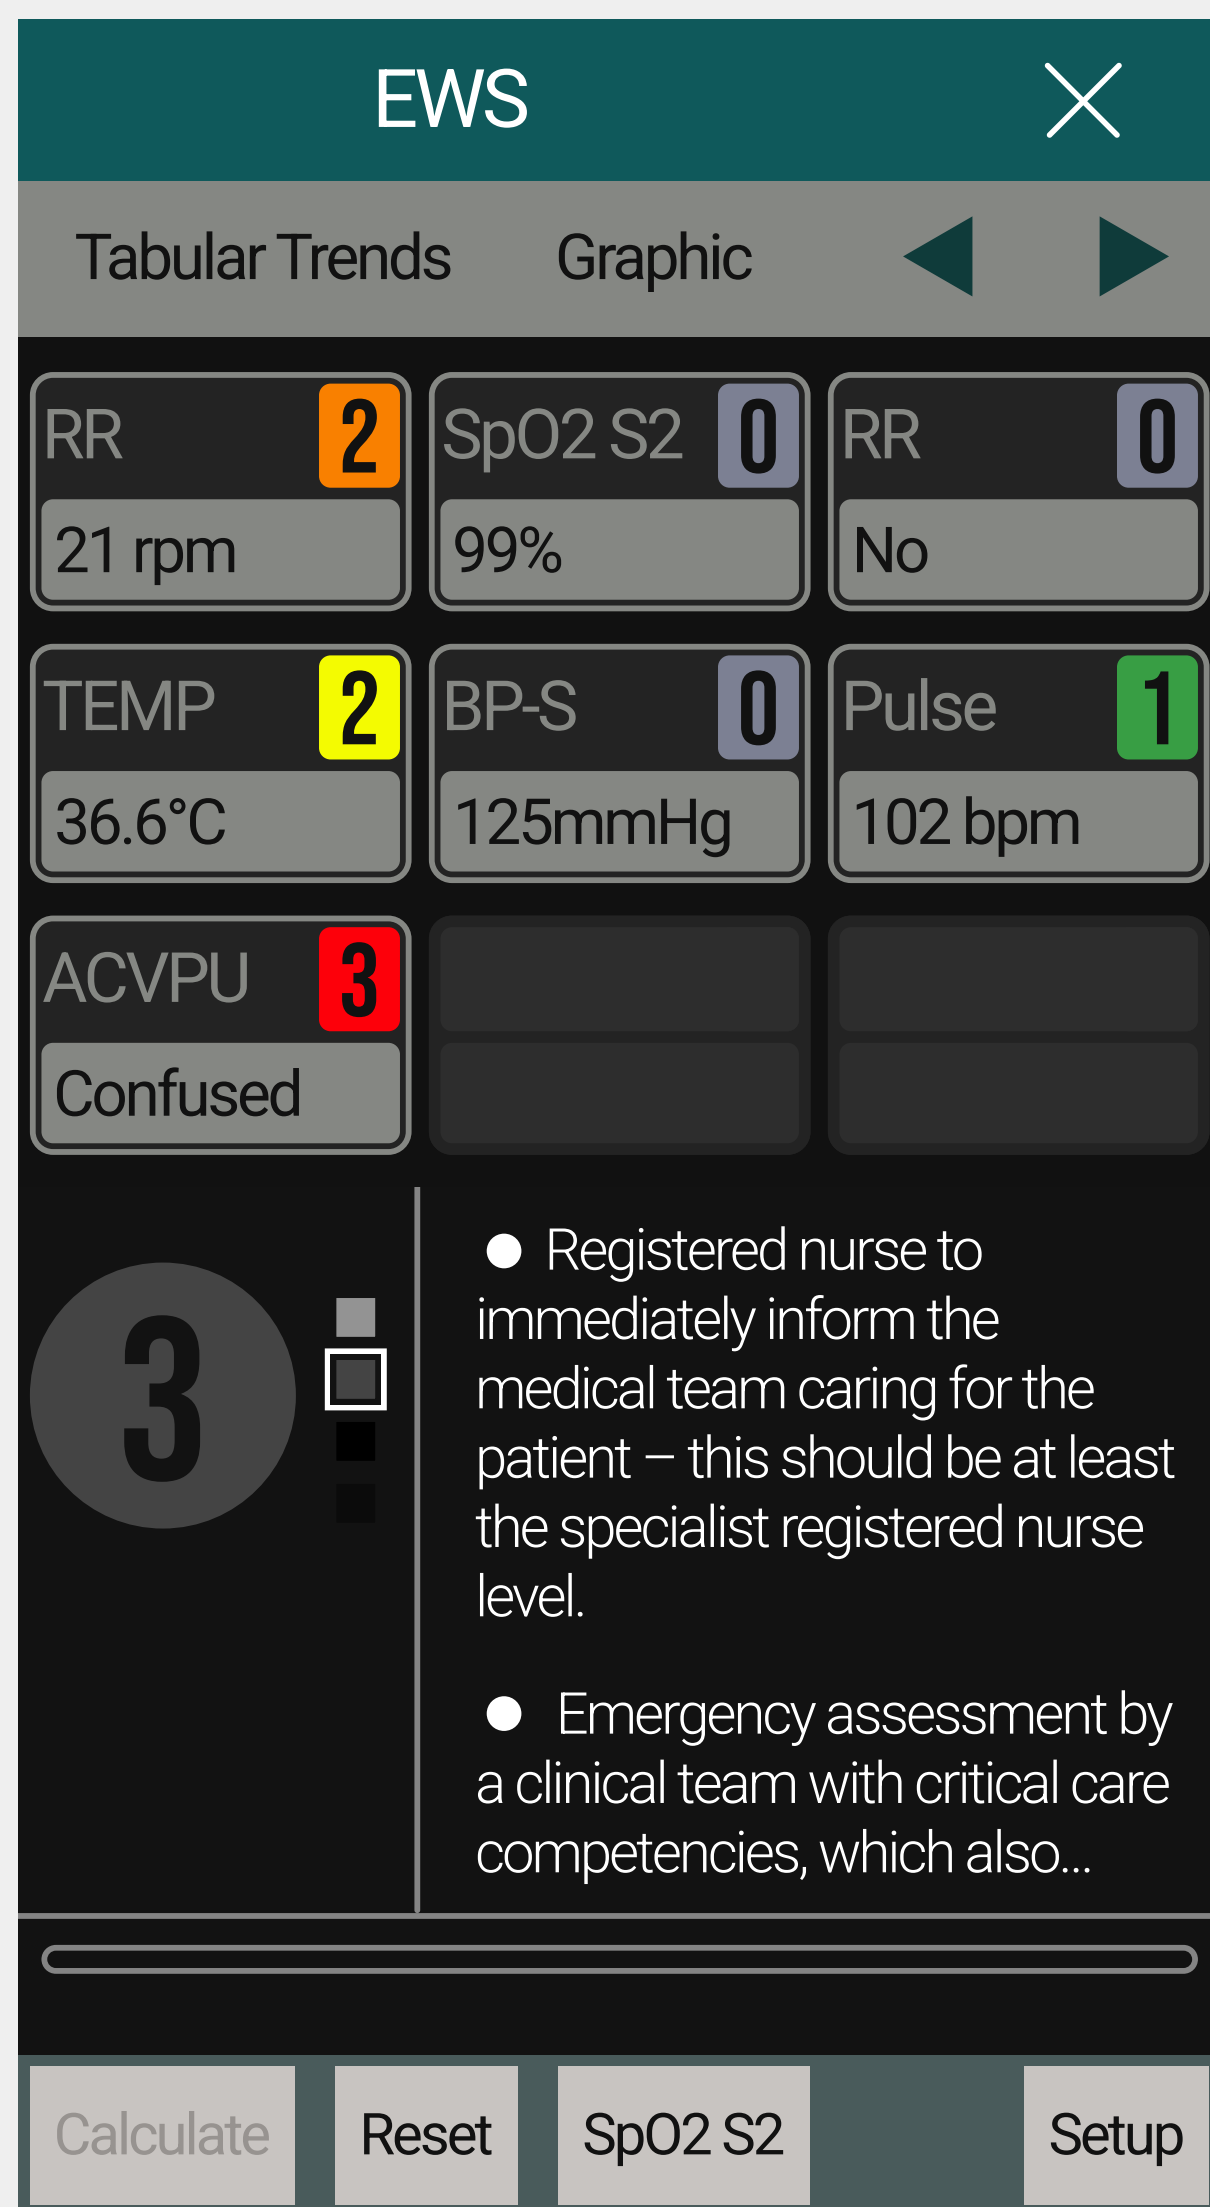 EWS
Tabular Trends Graphic
RR 2 SpO2 S2 0 RR 0
21 rpm 99% No
TEMP 2 BP-S 0 Pulse 1
36.6°C 125mmHg 102 bpm
ACVPU 3
Confused
3
● Registered nurse to
immediately inform the
medical team caring for the
patient – this should be at least
the specialist registered nurse
level.
● Emergency assessment by
a clinical team with critical care
competencies, which also...
Calculate Reset SpO2 S2 Setup